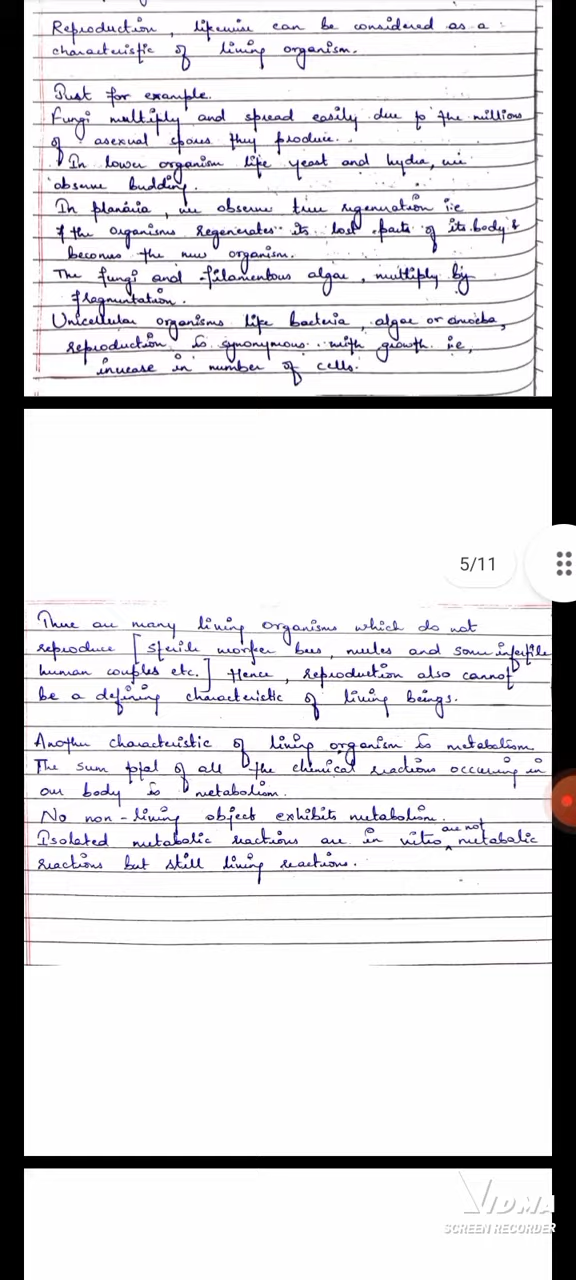 Reproduction, likewise can be considered as a
characteristic of living organism.
Just for example.
Fungi multiply and spread easily due to the millions
of asexual spores they produce.
In lower organism like yeast and hydra, we
observe budding.
In planaria, we observe true regenration i.e
the organisms regenerates its lost parts of its body &
becomes the new organism.
The fungi and filamentous algae, multiply by
fragmentation.
Unicellular organisms like bacteria, algae or amoeba,
reproduction is synonymous with growth i.e,
increase in number of cells.
5/11
There are many living organisms which do not
reproduce [sterile worker bees, mules and some infertile
human couples etc.] Hence, reproduction also cannot
be a defining characteristic of living beings.
Another characteristic of living organism is metabolism.
The sum total of all the chemical reactions occuring in
our body is metabolism.
No non-living object exhibits metabolism.
Isolated metabolic reactions are in vitro, are not metabolic
reactions but still living reactions.
VIDMA
SCREEN RECORDER